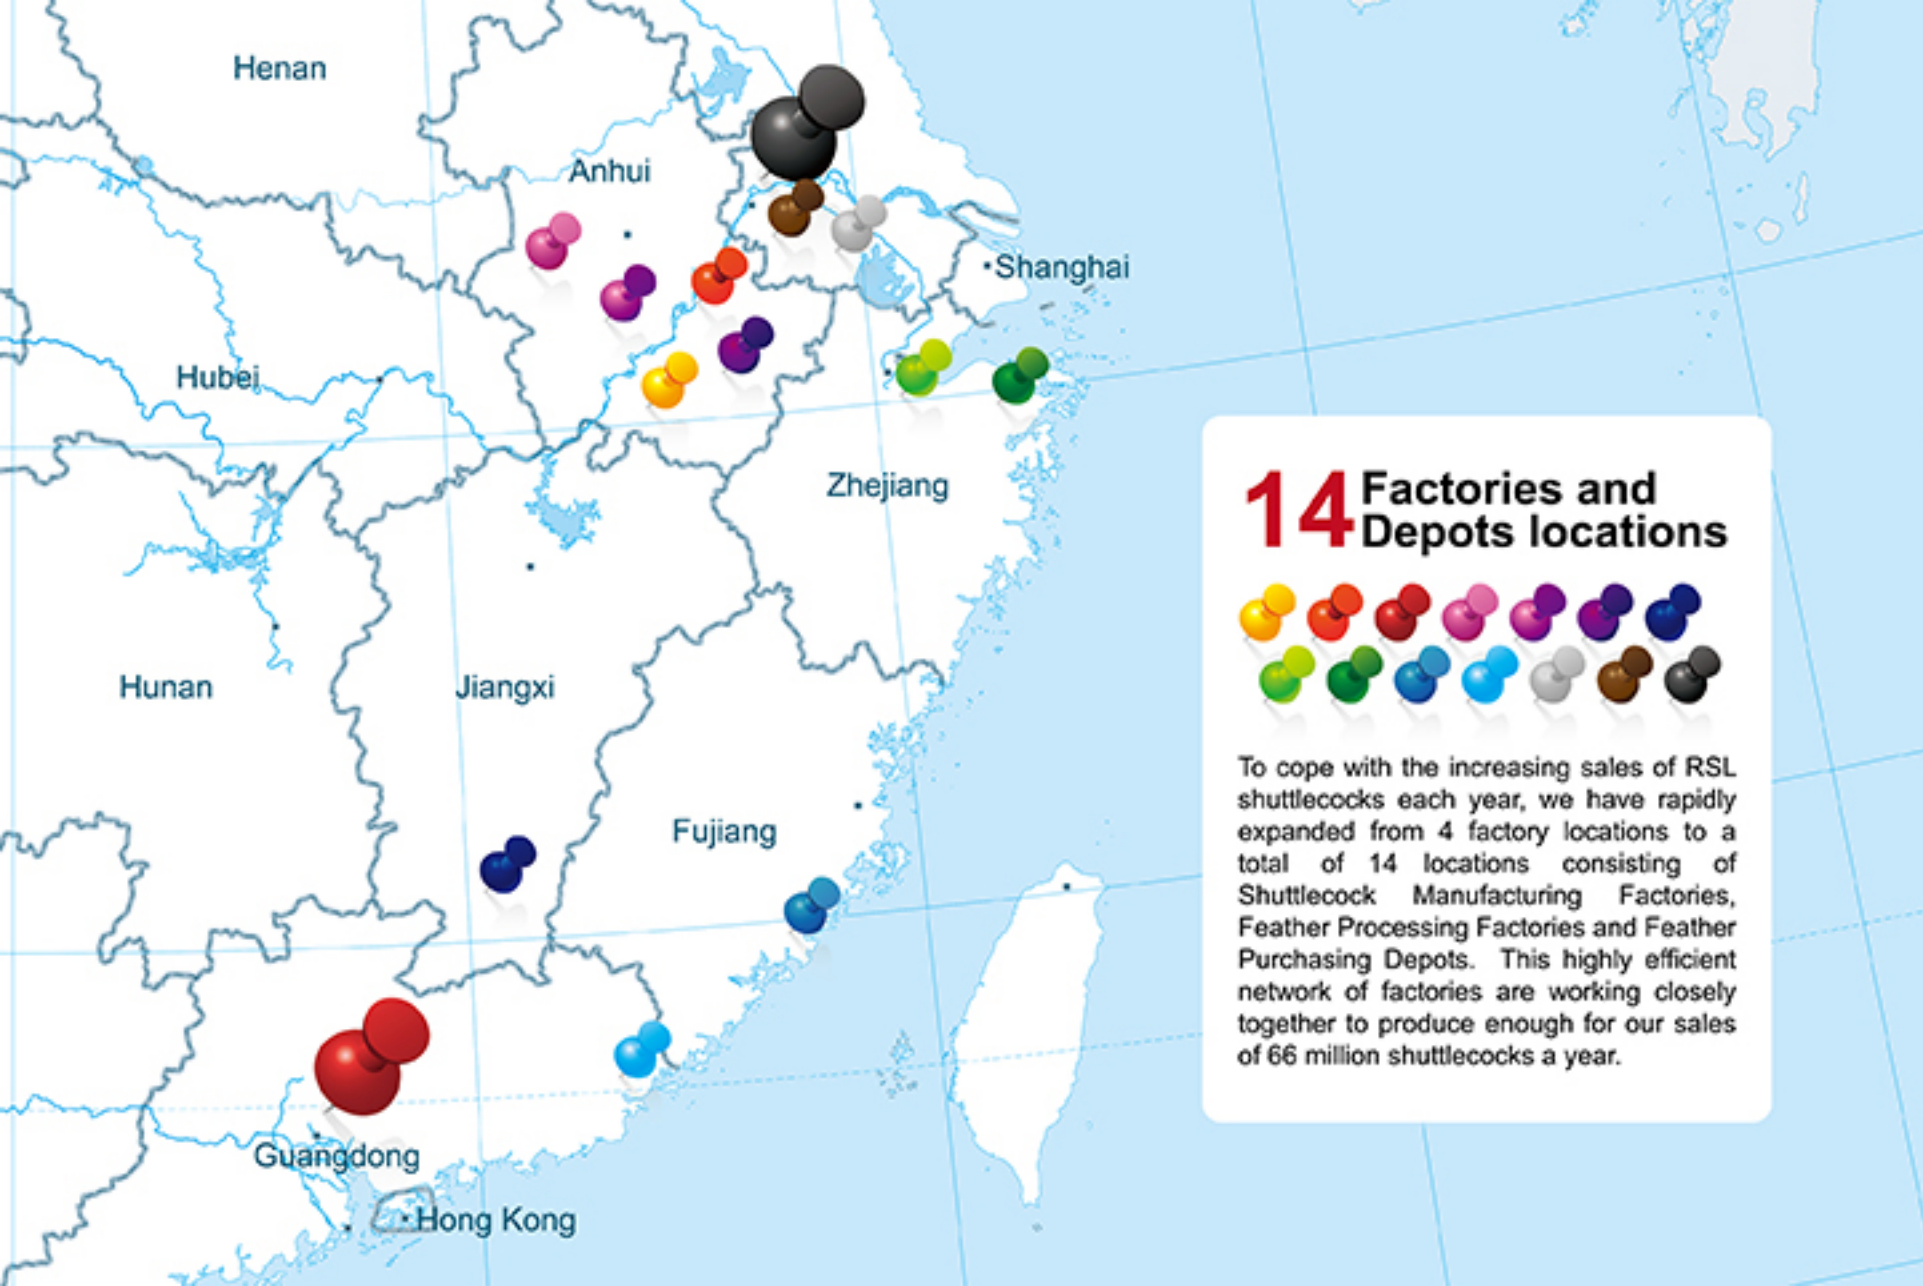 Henan
Anhui
Shanghai
Hubei
Zhejiang
14 Factories and
Depots locations
Hunan
Jiangxi
Fujiang
To cope with the increasing sales of RSL
shuttlecocks each year, we have rapidly
expanded from 4 factory locations to a
total of 14 locations consisting of
Shuttlecock Manufacturing Factories,
Feather Processing Factories and Feather
Purchasing Depots. This highly efficient
network of factories are working closely
together to produce enough for our sales
of 66 million shuttlecocks a year.
Guangdong
Hong Kong